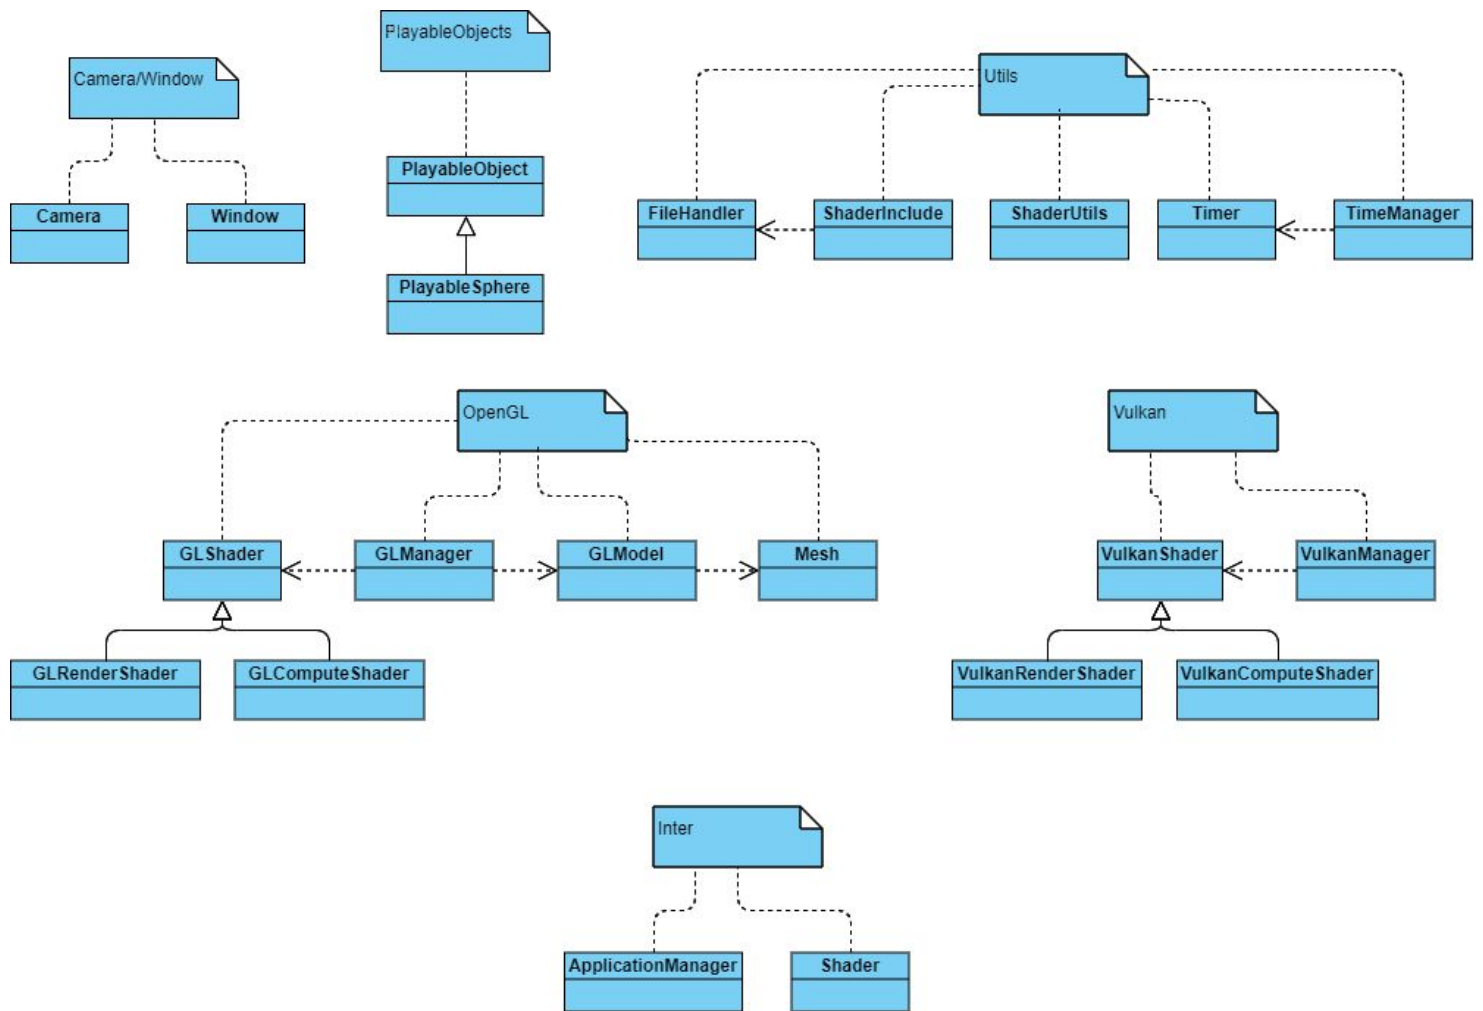 PlayableObjects
Camera/Window
Utils
PlayableObject
Camera
Window
FileHandler
ShaderInclude
ShaderUtils
Timer
TimeManager
PlayableSphere
OpenGL
Vulkan
GLShader
GLManager
GLModel
Mesh
VulkanShader
VulkanManager
GLRenderShader
GLComputeShader
VulkanRenderShader
VulkanComputeShader
Inter
ApplicationManager
Shader